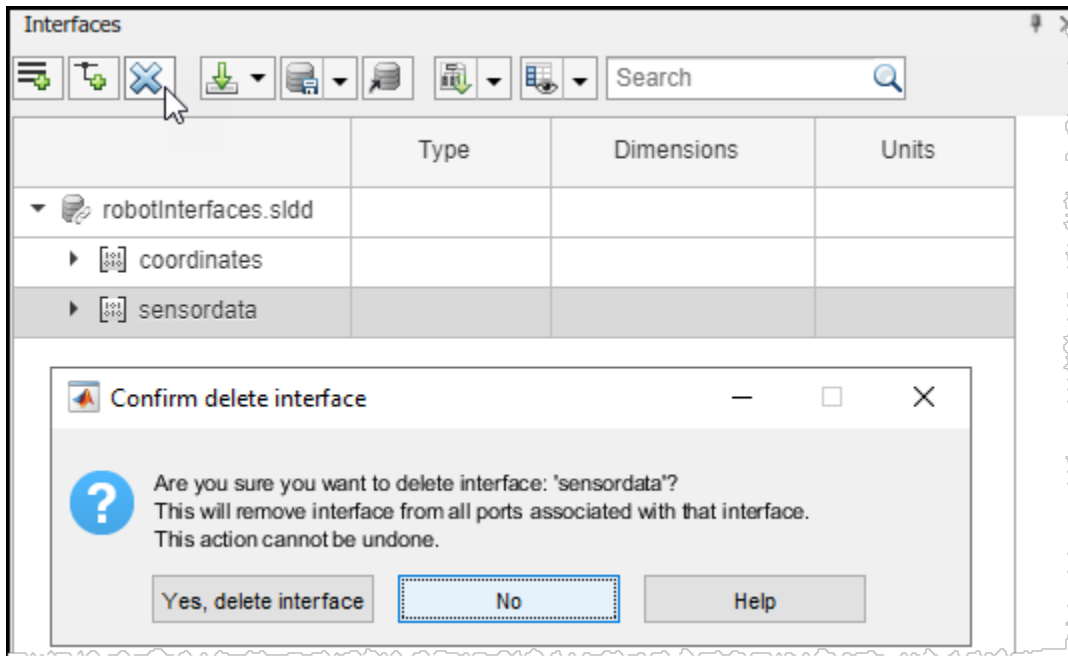 Interfaces
Search
Type Dimensions Units
robotInterfaces.sldd
coordinates
sensordata
Confirm delete interface
Are you sure you want to delete interface: 'sensordata'?
This will remove interface from all ports associated with that interface.
This action cannot be undone.
Yes, delete interface No Help